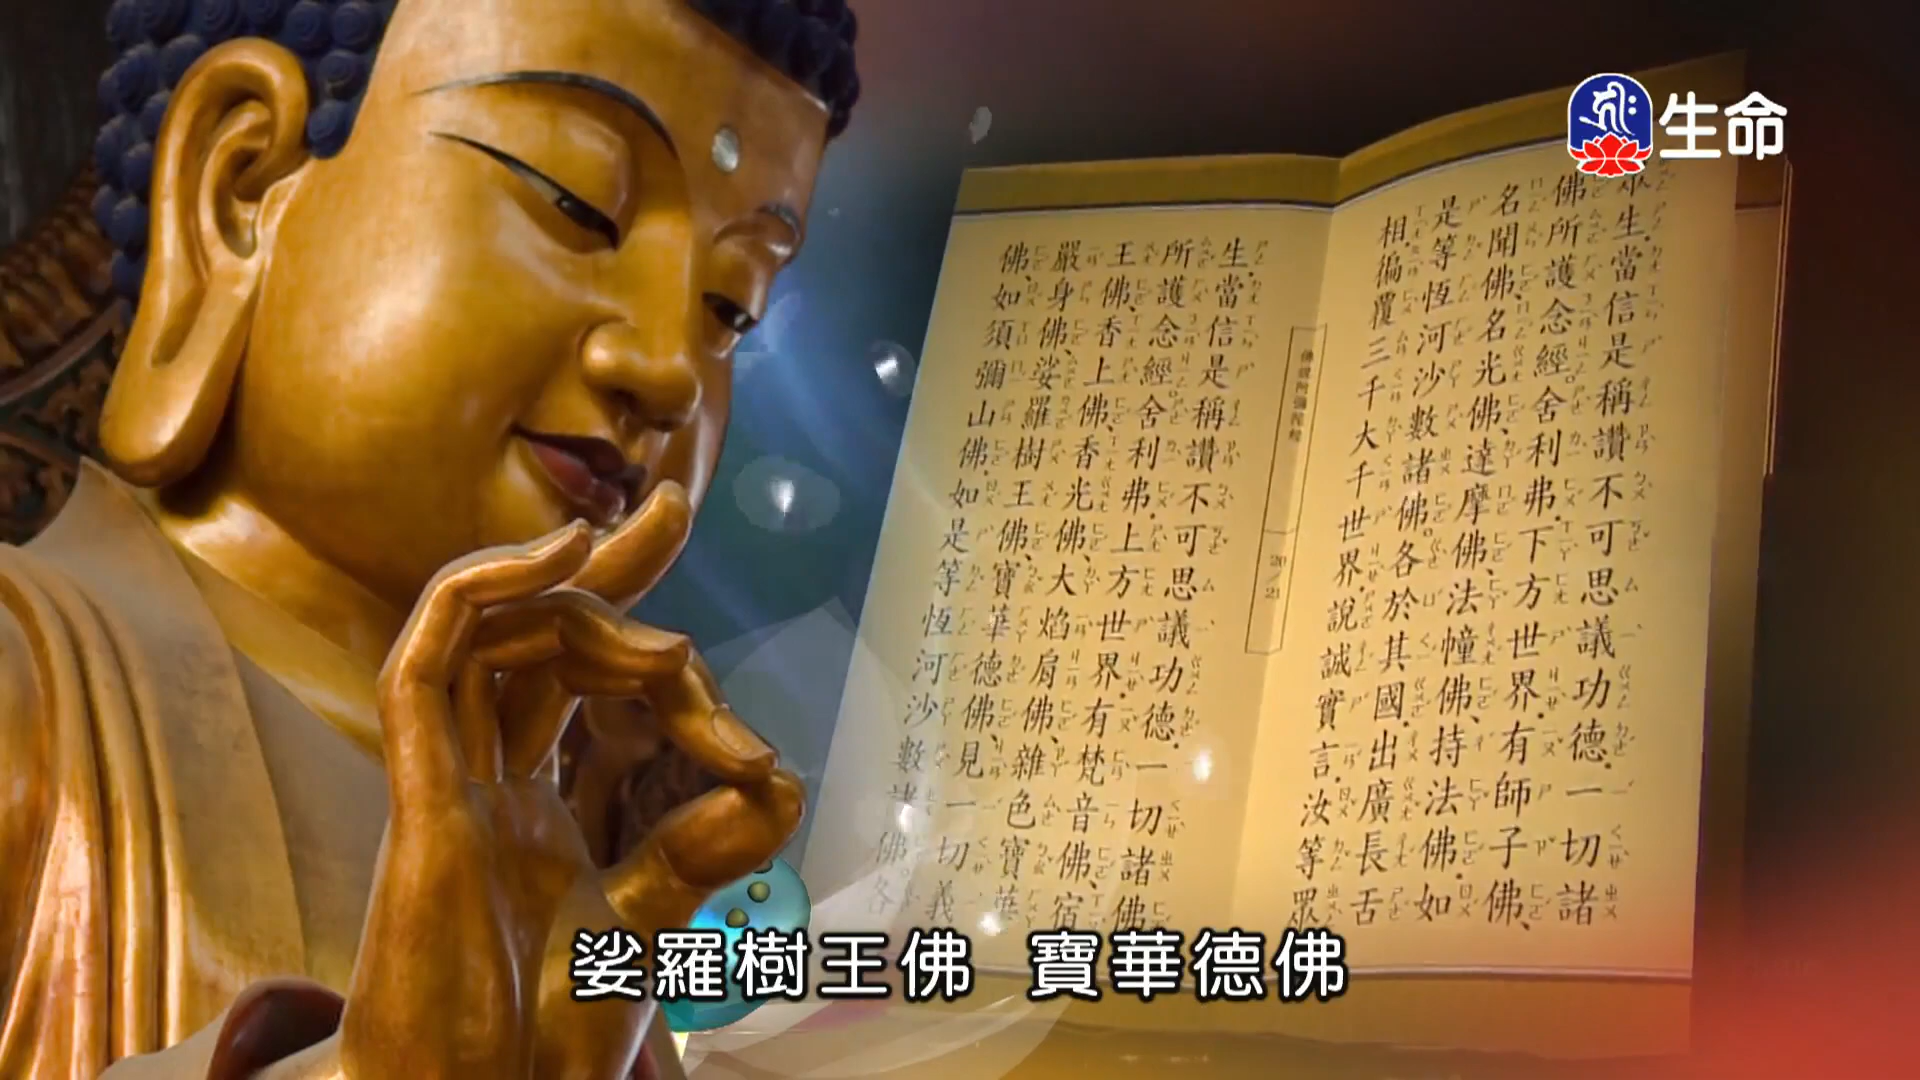 生命
眾生，當信是稱讚不可思議功德，一切諸
佛所護念經。舍利弗，下方世界，有師子佛、
名聞佛、名光佛、達摩佛、法幢佛、持法佛，如
是等恆河沙數諸佛。各於其國，出廣長舌
相，徧覆三千大千世界，說誠實言，汝等眾
佛說阿彌陀經
20/21
生，當信是稱讚不可思議功德，一切諸佛
所護念經。舍利弗，上方世界，有梵音佛、宿
王佛、香上佛、香光佛、大焰肩佛、雜色寶華
嚴身佛、娑羅樹王佛、寶華德佛、見一切義
佛、如須彌山佛，如是等恆河沙數諸佛。各
娑羅樹王佛 寶華德佛